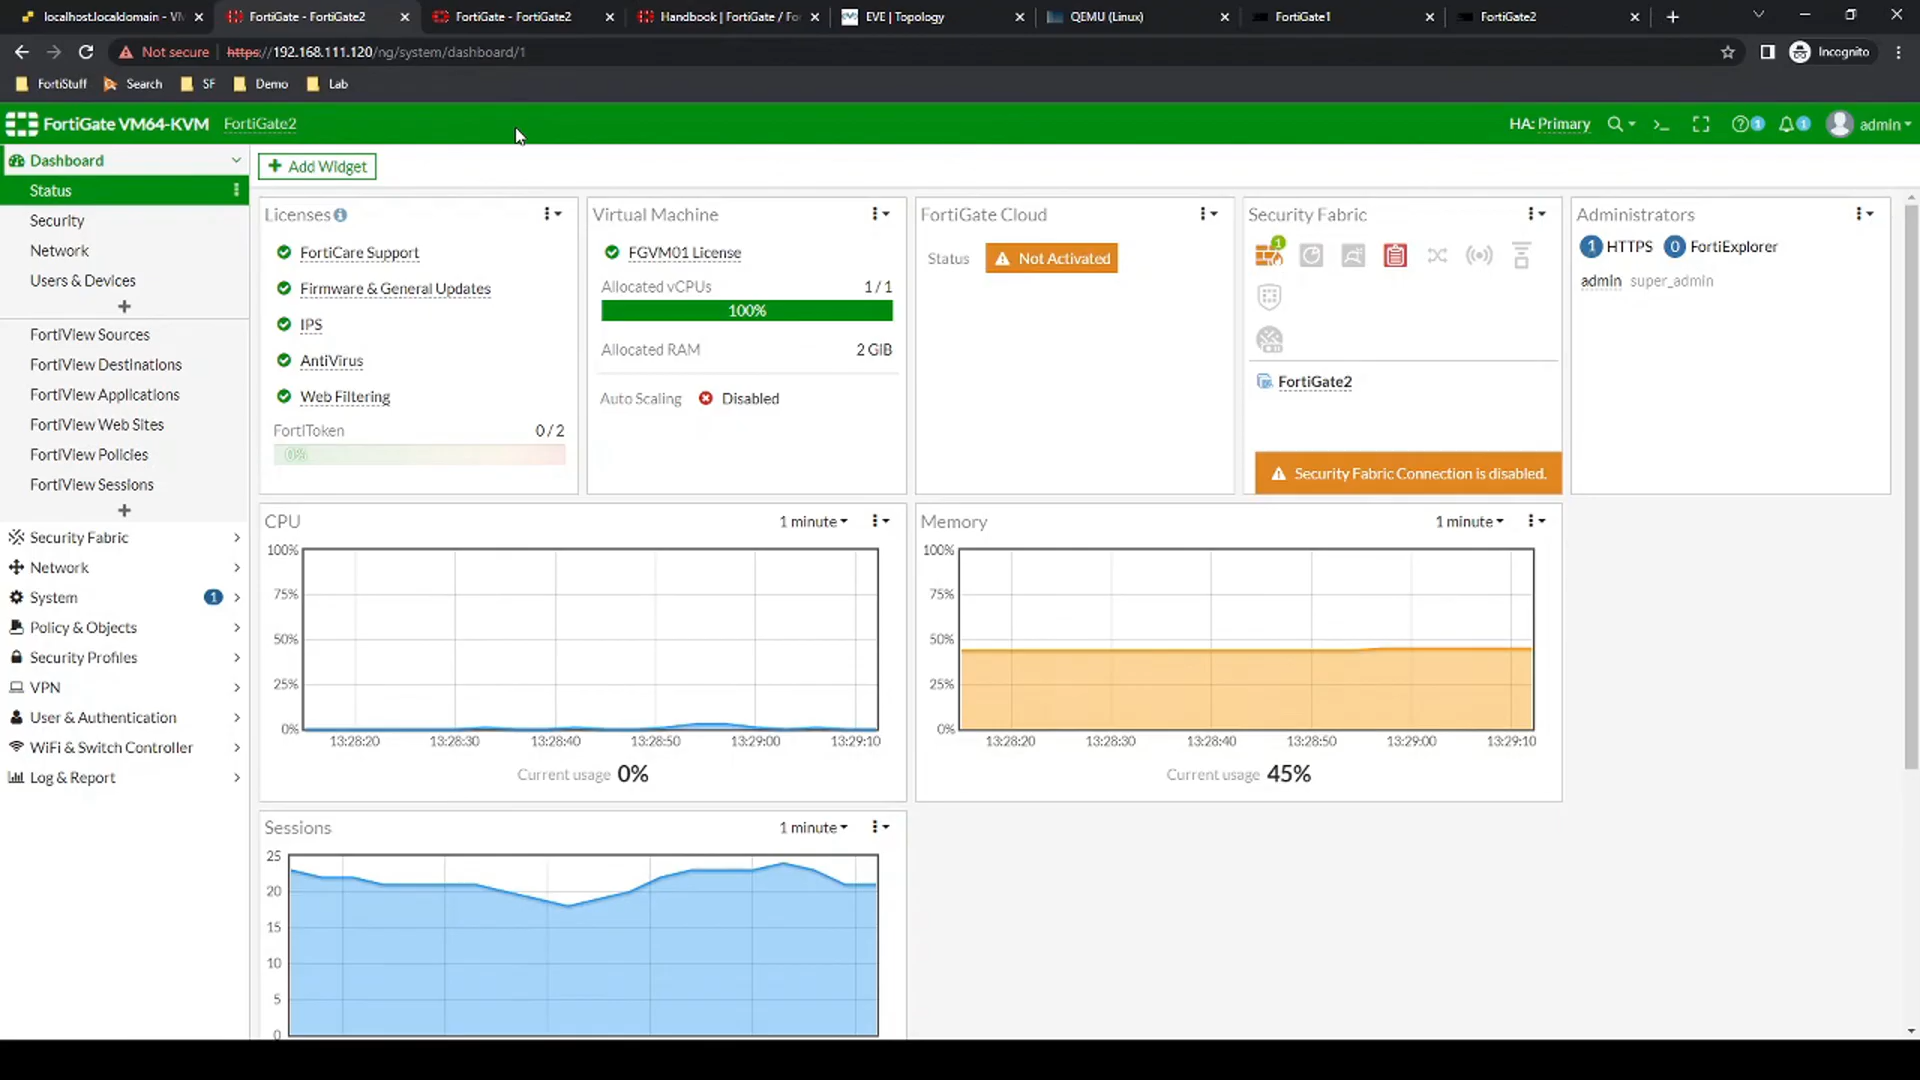 localhost.localdomain - VM
FortiGate - FortiGate2
FortiGate - FortiGate2
Handbook | FortiGate / Fo
EVE | Topology
QEMU (Linux)
FortiGate1
FortiGate2
Not secure
https://192.168.111.120/ng/system/dashboard/1
Incognito
FortiStuff
Search
SF
Demo
Lab
FortiGate VM64-KVM
FortiGate2
HA: Primary
1
1
admin
Dashboard
Status
Security
Network
Users & Devices
FortiView Sources
FortiView Destinations
FortiView Applications
FortiView Web Sites
FortiView Policies
FortiView Sessions
Security Fabric
Network
System
1
Policy & Objects
Security Profiles
VPN
User & Authentication
WiFi & Switch Controller
Log & Report
Add Widget
Licenses
FortiCare Support
Firmware & General Updates
IPS
AntiVirus
Web Filtering
FortiToken
0 / 2
0%
Virtual Machine
FGVM01 License
Allocated vCPUs
1 / 1
100%
Allocated RAM
2 GiB
Auto Scaling
Disabled
FortiGate Cloud
Status
Not Activated
Security Fabric
1
FortiGate2
Security Fabric Connection is disabled.
Administrators
1 HTTPS 0 FortiExplorer
admin super_admin
CPU
1 minute
100%
75%
50%
25%
0%
13:28:20 13:28:30 13:28:40 13:28:50 13:29:00 13:29:10
Current usage 0%
Memory
1 minute
100%
75%
50%
25%
0%
13:28:20 13:28:30 13:28:40 13:28:50 13:29:00 13:29:10
Current usage 45%
Sessions
1 minute
25
20
15
10
5
0